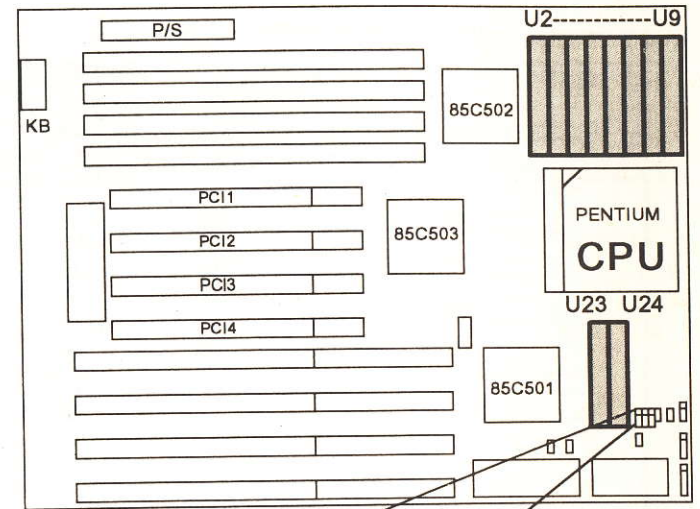 P/S
U2------------U9
KB
85C502
PCI1
PCI2
PCI3
PCI4
85C503
PENTIUM
CPU
U23 U24
85C501